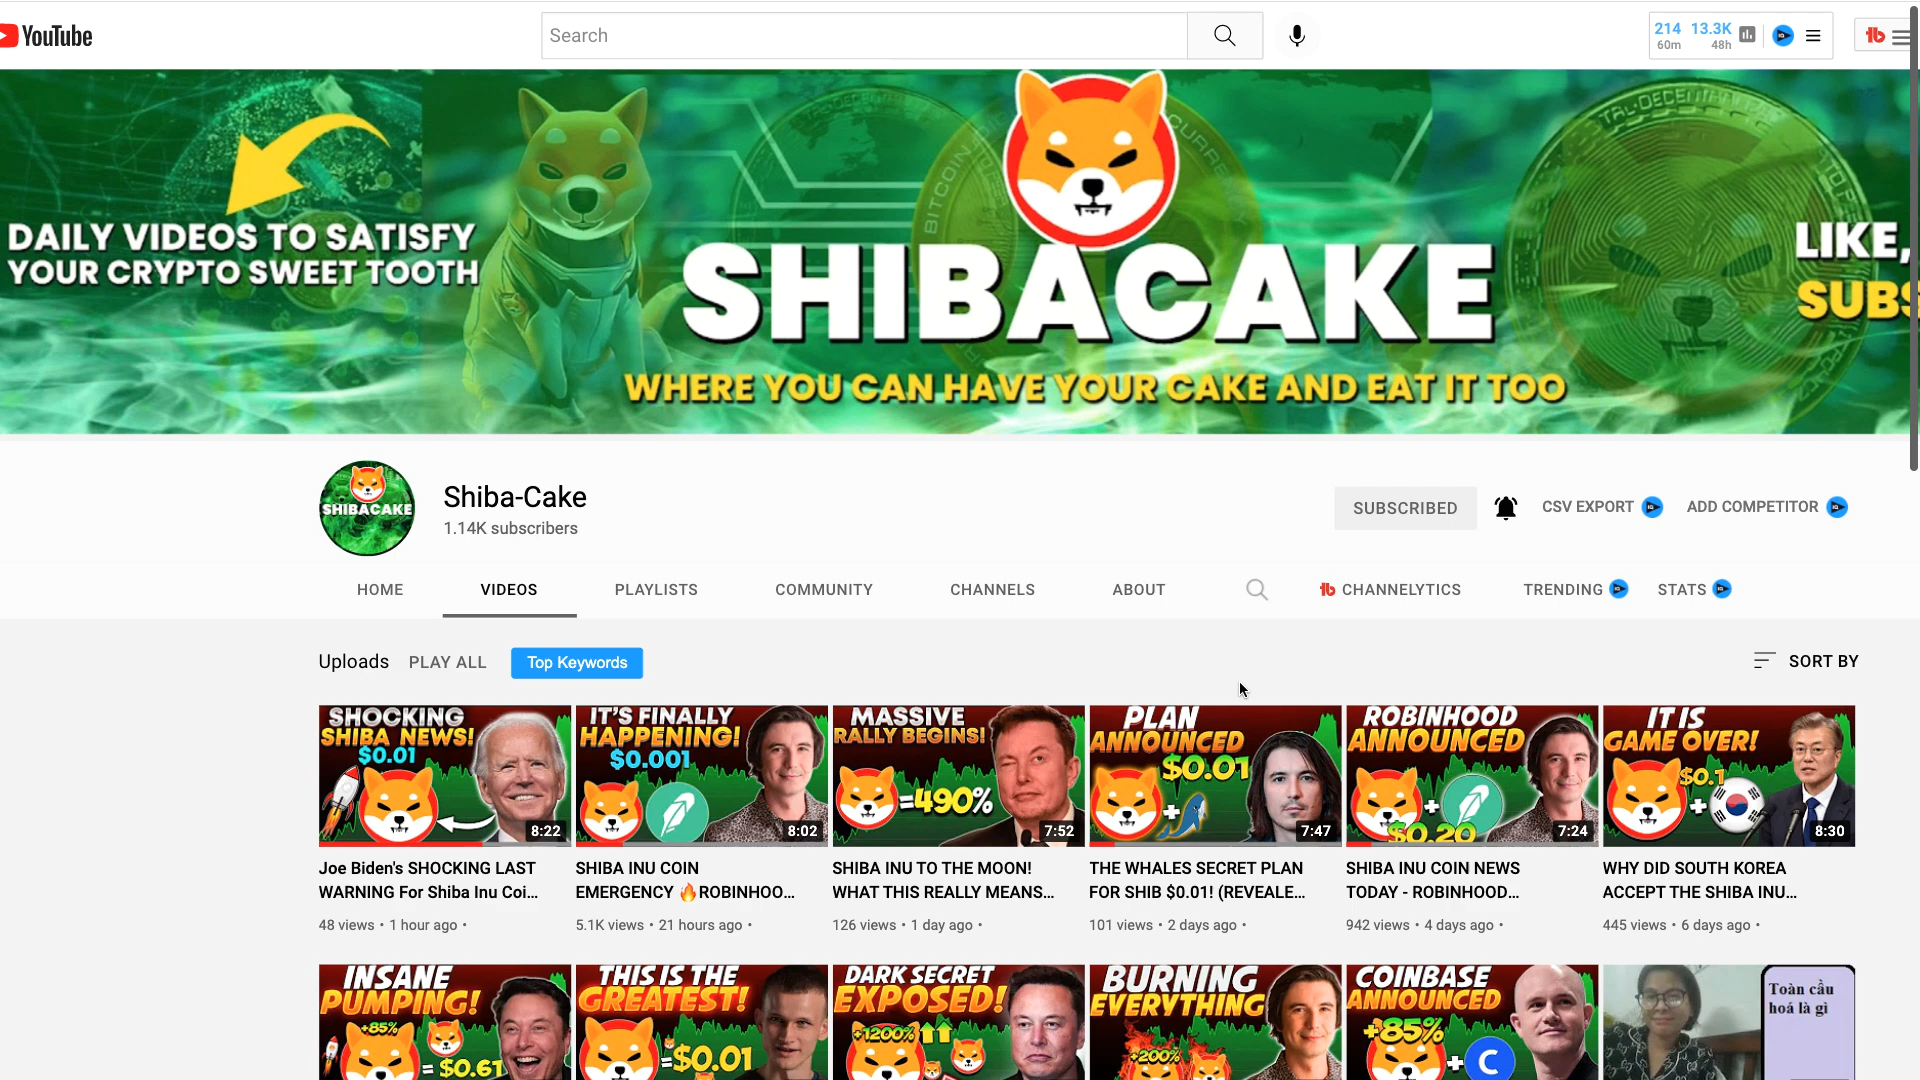 YouTube
Search
214 13.3K
60m 48h
DAILY VIDEOS TO SATISFY
YOUR CRYPTO SWEET TOOTH
SHIBACAKE
WHERE YOU CAN HAVE YOUR CAKE AND EAT IT TOO
LIKE,
SUBS
SHIBACAKE
Shiba-Cake
1.14K subscribers
SUBSCRIBED
CSV EXPORT
ADD COMPETITOR
HOME
VIDEOS
PLAYLISTS
COMMUNITY
CHANNELS
ABOUT
CHANNELYTICS
TRENDING
STATS
Uploads
PLAY ALL
Top Keywords
SORT BY
SHOCKING
SHIBA NEWS!
$0.01
8:22
IT'S FINALLY
HAPPENING!
$0.001
8:02
MASSIVE
RALLY BEGINS!
=490%
7:52
PLAN
ANNOUNCED
$0.01
+
7:47
ROBINHOOD
ANNOUNCED
+
$0.20
7:24
IT IS
GAME OVER!
$0.1
+
8:30
Joe Biden's SHOCKING LAST
WARNING For Shiba Inu Coi...
48 views • 1 hour ago •
SHIBA INU COIN
EMERGENCY 🔥ROBINHOO...
5.1K views • 21 hours ago •
SHIBA INU TO THE MOON!
WHAT THIS REALLY MEANS...
126 views • 1 day ago •
THE WHALES SECRET PLAN
FOR SHIB $0.01! (REVEALE...
101 views • 2 days ago •
SHIBA INU COIN NEWS
TODAY - ROBINHOOD...
942 views • 4 days ago •
WHY DID SOUTH KOREA
ACCEPT THE SHIBA INU...
445 views • 6 days ago •
INSANE
PUMPING!
+85%
= $0.61
THIS IS THE
GREATEST!
=$0.01
DARK SECRET
EXPOSED!
+1200%
BURNING
EVERYTHING
+200%
COINBASE
ANNOUNCED
+85%
+
Toàn cầu
hoá là gì